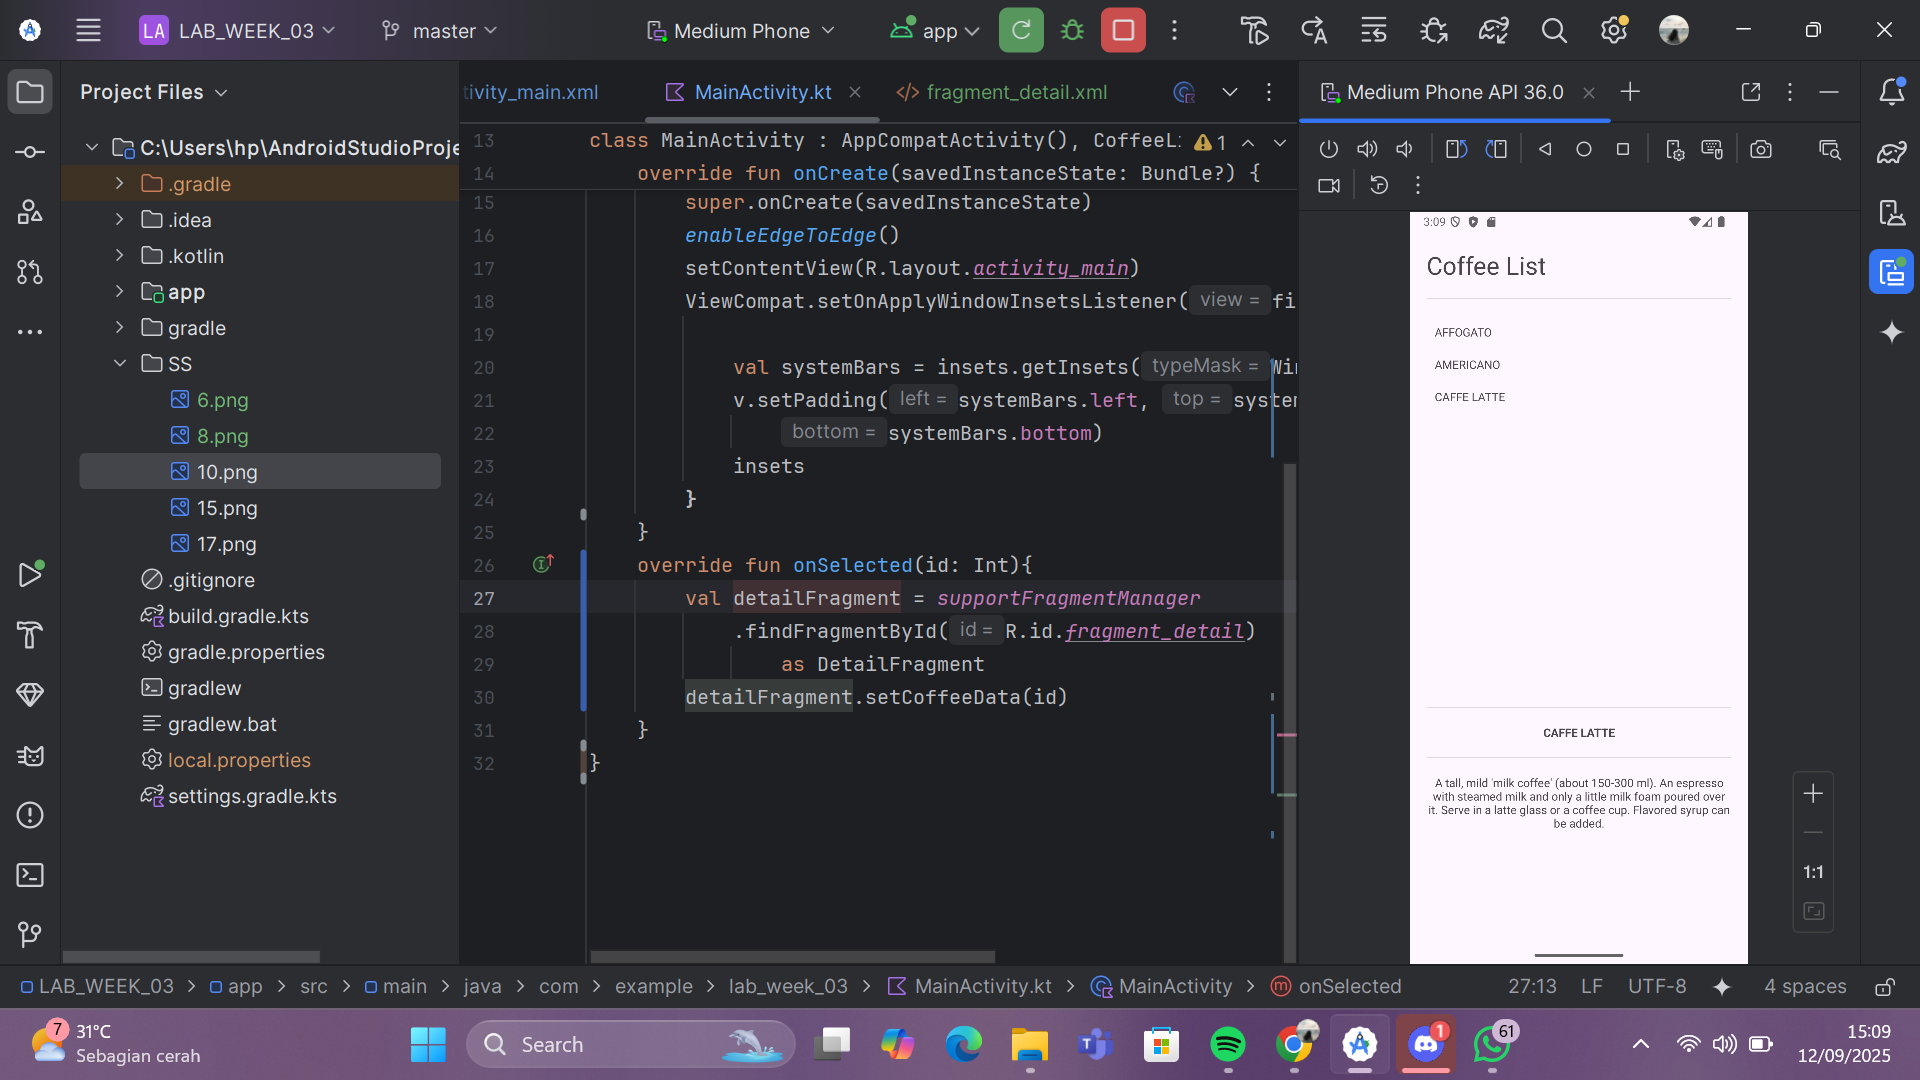 LA LAB_WEEK_03
master
Medium Phone
app
Project Files
C:\Users\hp\AndroidStudioProje
.gradle
.idea
.kotlin
app
gradle
SS
6.png
8.png
10.png
15.png
17.png
.gitignore
build.gradle.kts
gradle.properties
gradlew
gradlew.bat
local.properties
settings.gradle.kts
tivity_main.xml
MainActivity.kt
fragment_detail.xml
1
13 class MainActivity : AppCompatActivity(), CoffeeLi
14 override fun onCreate(savedInstanceState: Bundle?) {
15 super.onCreate(savedInstanceState)
16 enableEdgeToEdge()
17 setContentView(R.layout.activity_main)
18 ViewCompat.setOnApplyWindowInsetsListener( view = fi
19
20 val systemBars = insets.getInsets( typeMask = Win
21 v.setPadding( left = systemBars.left, top = system
22 bottom = systemBars.bottom)
23 insets
24 }
25 }
26 override fun onSelected(id: Int){
27 val detailFragment = supportFragmentManager
28 .findFragmentById( id = R.id.fragment_detail)
29 as DetailFragment
30 detailFragment.setCoffeeData(id)
31 }
32 }
Medium Phone API 36.0
3:09
Coffee List
AFFOGATO
AMERICANO
CAFFE LATTE
CAFFE LATTE
A tall, mild 'milk coffee' (about 150-300 ml). An espresso
with steamed milk and only a little milk foam poured over
it. Serve in a latte glass or a coffee cup. Flavored syrup can
be added.
1:1
LAB_WEEK_03 > app > src > main > java > com > example > lab_week_03 > MainActivity.kt > MainActivity > onSelected
27:13 LF UTF-8 4 spaces
7
31°C
Sebagian cerah
Search
1
61
15:09
12/09/2025